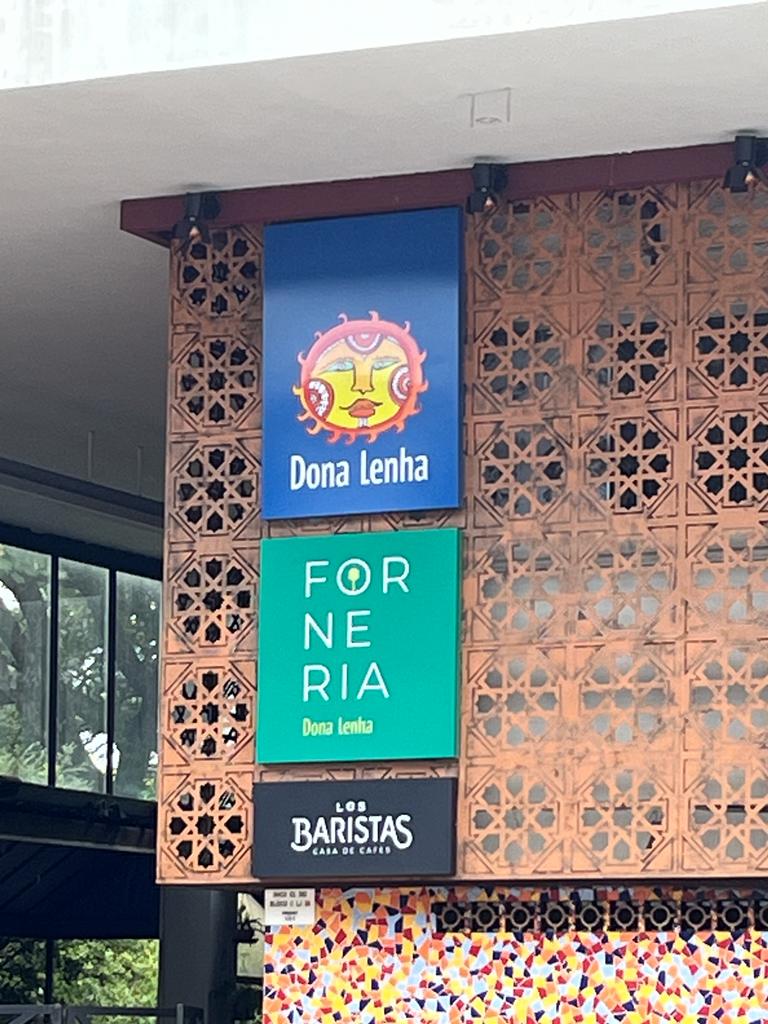 Dona Lenha
FOR
NE
RIA
Dona Lenha
LOS
BARISTAS
CASA DE CAFÉS